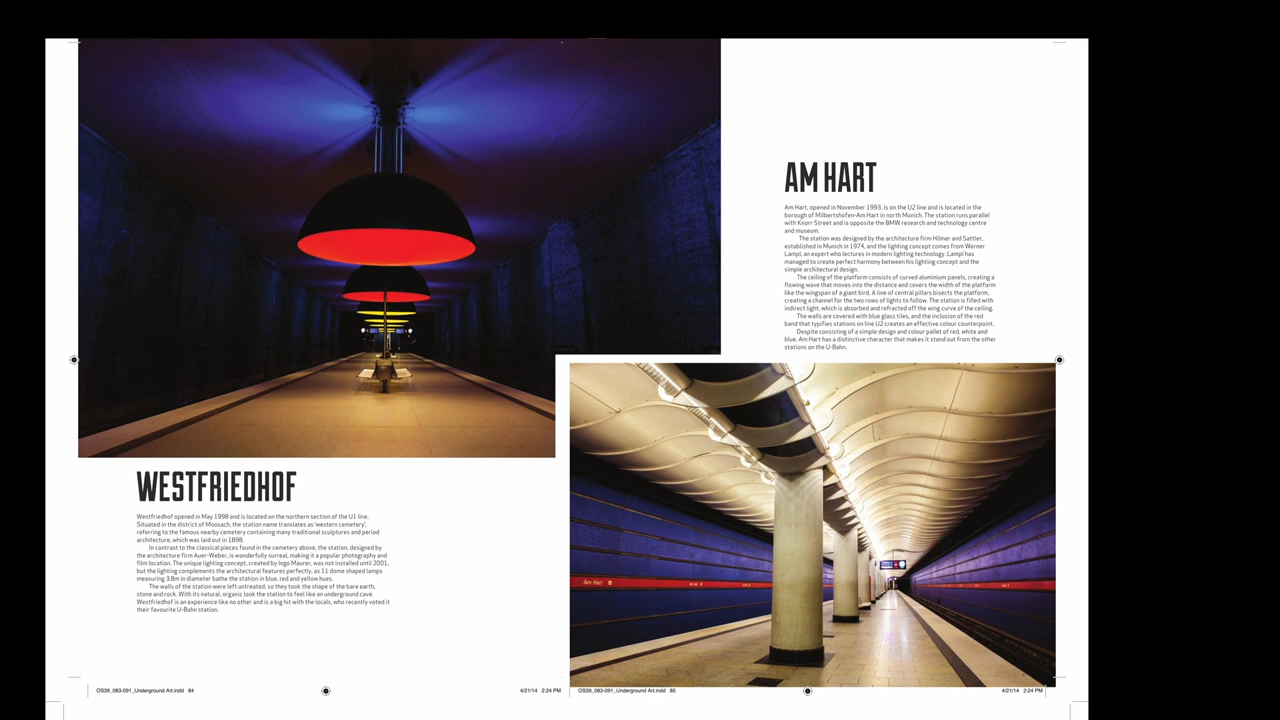 AM HART
Am Hart, opened in November 1993, is on the U2 line and is located in the
borough of Milbertshofen-Am Hart in north Munich. The station runs parallel
with Knorr Street and is opposite the BMW research and technology centre
and museum.
The station was designed by the architecture firm Hilmer and Sattler,
established in Munich in 1974, and the lighting concept comes from Werner
Lampl, an expert who lectures in modern lighting technology. Lampl has
managed to create perfect harmony between his lighting concept and the
simple architectural design.
The ceiling of the platform consists of curved aluminium panels, creating a
flowing wave that moves into the distance and covers the width of the platform
like the wingspan of a giant bird. A line of central pillars bisects the platform,
creating a channel for the two rows of lights to follow. The station is filled with
indirect light, which is absorbed and refracted off the wing curve of the ceiling.
The walls are covered with blue glass tiles, and the inclusion of the red
band that typifies stations on line U2 creates an effective colour counterpoint.
Despite consisting of a simple design and colour pallet of red, white and
blue, Am Hart has a distinctive character that makes it stand out from the other
stations on the U-Bahn.
Am Hart
WESTFRIEDHOF
Westfriedhof opened in May 1998 and is located on the northern section of the U1 line.
Situated in the district of Moosach, the station name translates as ‘western cemetery’,
referring to the famous nearby cemetery containing many traditional sculptures and period
architecture, which was laid out in 1898.
In contrast to the classical pieces found in the cemetery above, the station, designed by
the architecture firm Auer-Weber, is wonderfully surreal, making it a popular photography and
film location. The unique lighting concept, created by Ingo Maurer, was not installed until 2001,
but the lighting complements the architectural features perfectly, as 11 dome shaped lamps
measuring 3.8m in diameter bathe the station in blue, red and yellow hues.
The walls of the station were left untreated, so they took the shape of the bare earth,
stone and rock. With its natural, organic look the station to feel like an underground cave.
Westfriedhof is an experience like no other and is a big hit with the locals, who recently voted it
their favourite U-Bahn station.
OS39_083-091_Underground Art.indd 84
4/21/14 2:24 PM
OS39_083-091_Underground Art.indd 85
4/21/14 2:24 PM